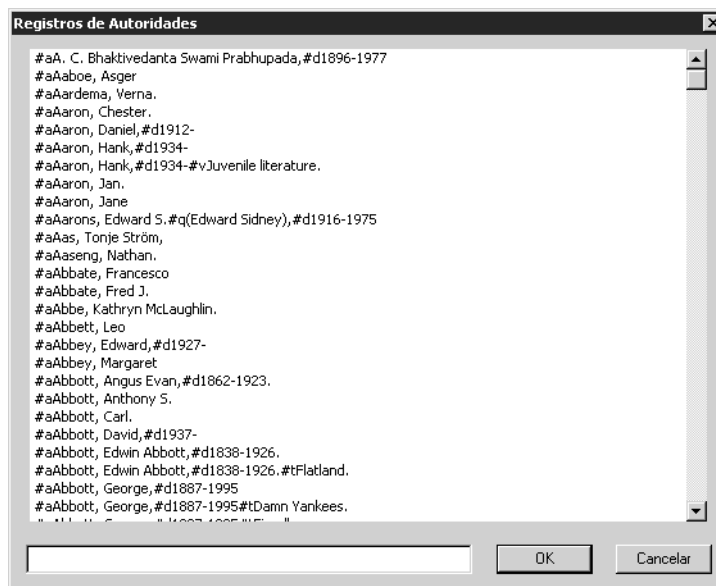 Registros de Autoridades
#aA. C. Bhaktivedanta Swami Prabhupada,#d1896-1977
#aAaboe, Asger
#aAardema, Verna.
#aAaron, Chester.
#aAaron, Daniel,#d1912-
#aAaron, Hank,#d1934-
#aAaron, Hank,#d1934-#vJuvenile literature.
#aAaron, Jan.
#aAaron, Jane
#aAarons, Edward S.#q(Edward Sidney),#d1916-1975
#aAas, Tonje Ström,
#aAaseng, Nathan.
#aAbbate, Francesco
#aAbbate, Fred J.
#aAbbe, Kathryn McLaughlin.
#aAbbett, Leo
#aAbbey, Edward,#d1927-
#aAbbey, Margaret
#aAbbott, Angus Evan,#d1862-1923.
#aAbbott, Anthony S.
#aAbbott, Carl.
#aAbbott, David,#d1937-
#aAbbott, Edwin Abbott,#d1838-1926.
#aAbbott, Edwin Abbott,#d1838-1926.#tFlatland.
#aAbbott, George,#d1887-1995
#aAbbott, George,#d1887-1995#tDamn Yankees.
OK
Cancelar